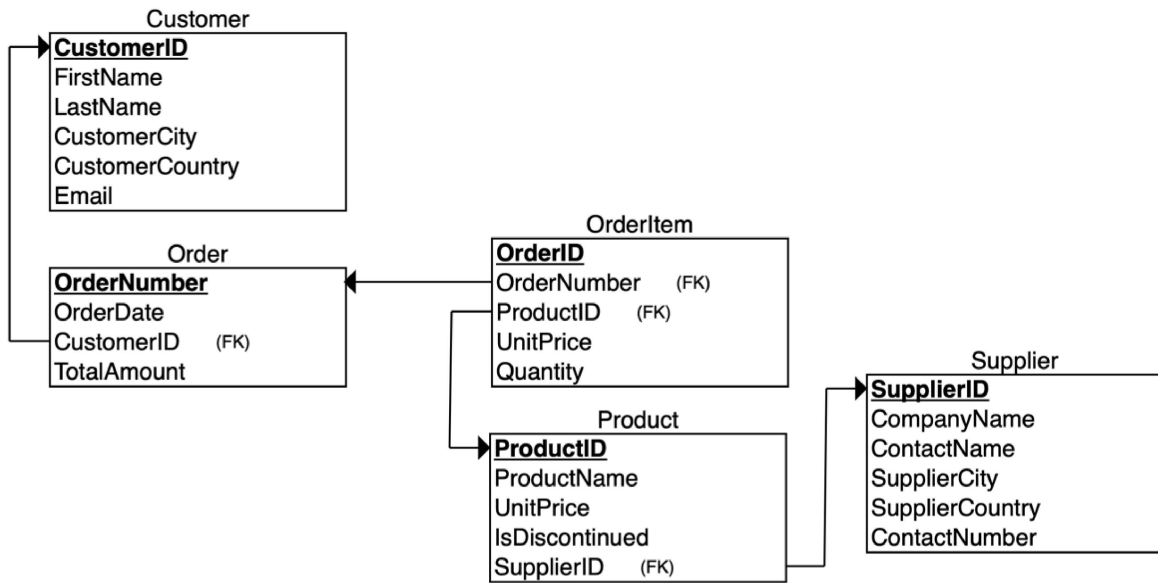 Customer
CustomerID
FirstName
LastName
CustomerCity
CustomerCountry
Email
Order
OrderNumber
OrderDate
CustomerID (FK)
TotalAmount
OrderItem
OrderID
OrderNumber (FK)
ProductID (FK)
UnitPrice
Quantity
Product
ProductID
ProductName
UnitPrice
IsDiscontinued
SupplierID (FK)
Supplier
SupplierID
CompanyName
ContactName
SupplierCity
SupplierCountry
ContactNumber